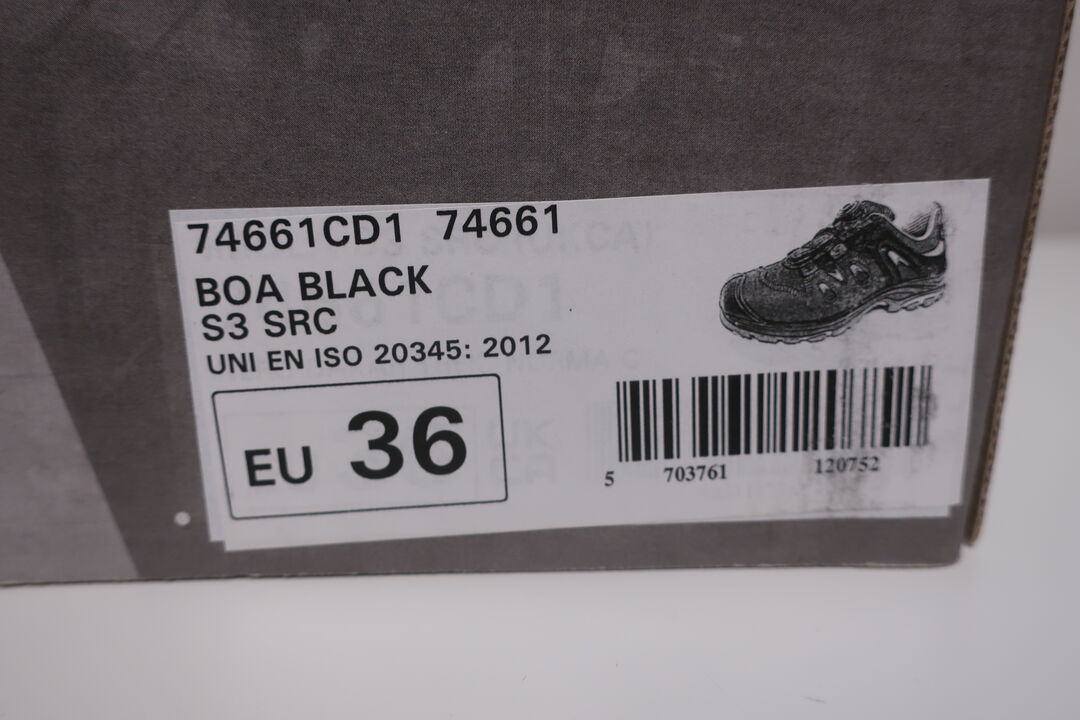 74661CD1 74661
BOA BLACK
S3 SRC
UNI EN ISO 20345: 2012
EU 36
5 703761 120752